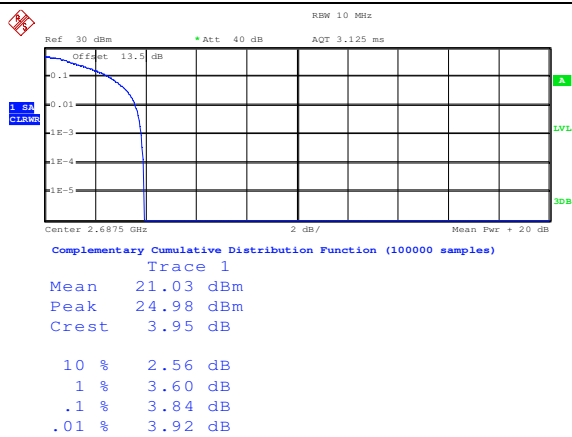 RBW 10 MHz
Ref 30 dBm * Att 40 dB AQT 3.125 ms
Offset 13.5 dB
0.1
A
1 SA
CLRWR
0.01
1E-3
LVL
1E-4
1E-5
3DB
Center 2.6875 GHz 2 dB/ Mean Pwr + 20 dB
Complementary Cumulative Distribution Function (100000 samples)
Trace 1
Mean 21.03 dBm
Peak 24.98 dBm
Crest 3.95 dB
10 % 2.56 dB
1 % 3.60 dB
.1 % 3.84 dB
.01 % 3.92 dB